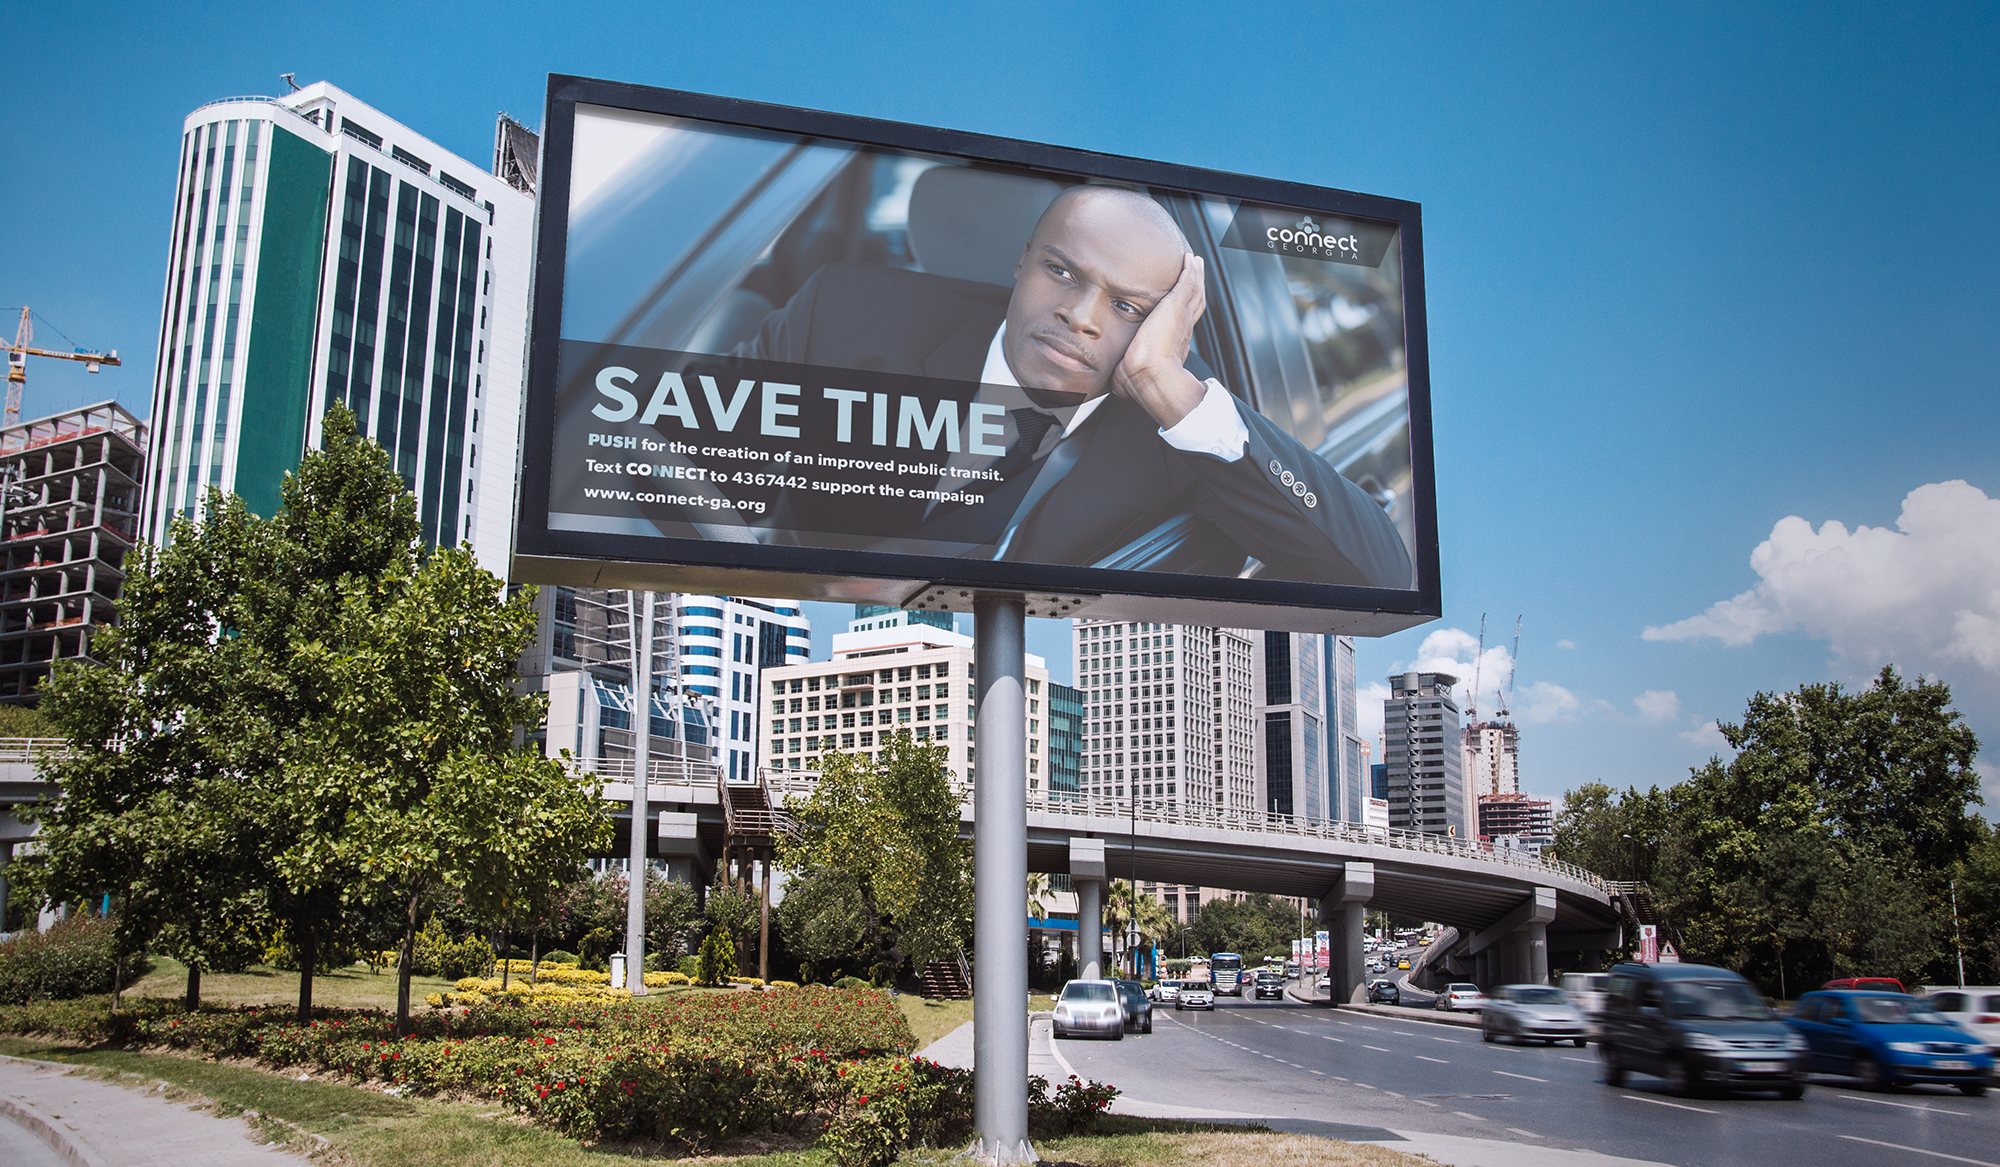 connect
GEORGIA
SAVE TIME
PUSH for the creation of an improved public transit.
Text CONNECT to 4367442 support the campaign
www.connect-ga.org